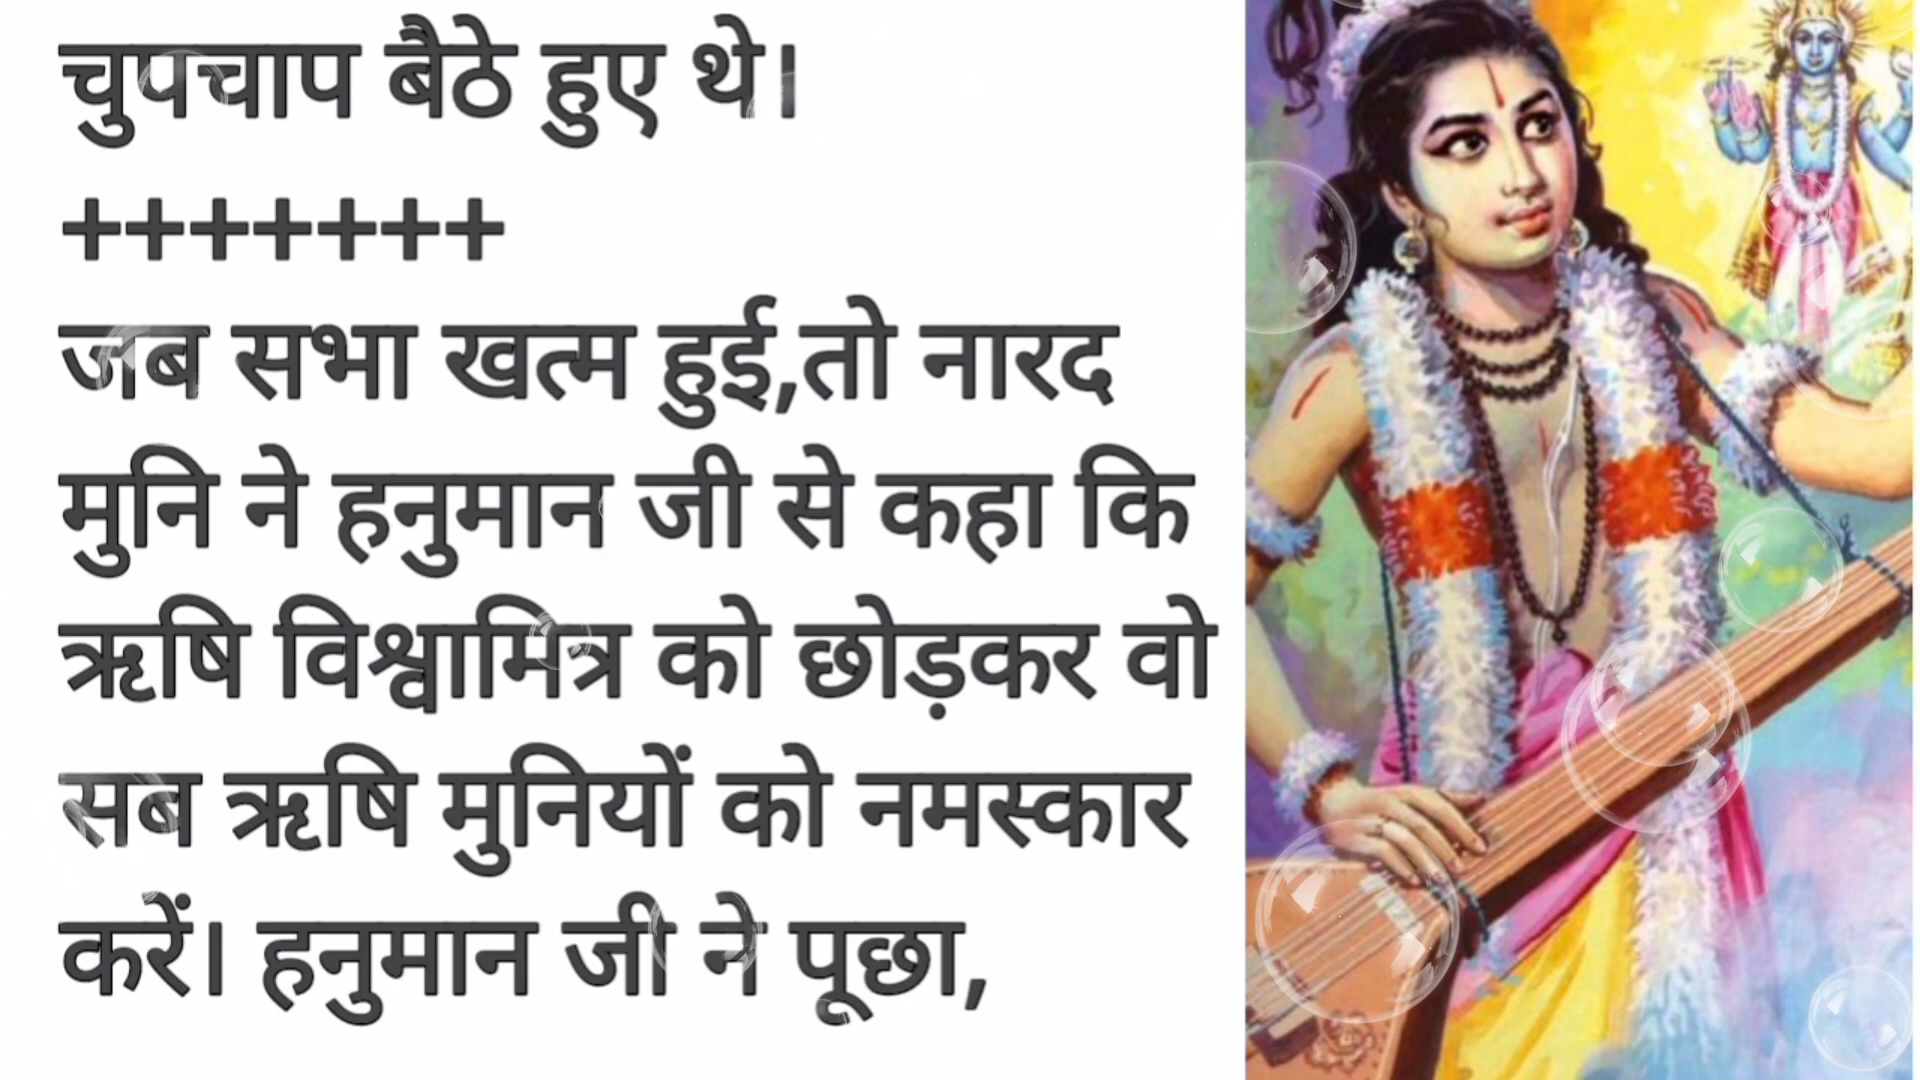 चुपचाप बैठे हुए थे।
+++++++
जब सभा खत्म हुई,तो नारद
मुनि ने हनुमान जी से कहा कि
ऋषि विश्वामित्र को छोड़कर वो
सब ऋषि मुनियों को नमस्कार
करें। हनुमान जी ने पूछा,